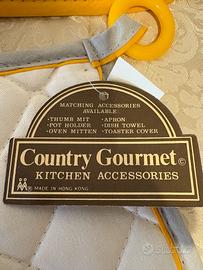 MATCHING ACCESSORIES
AVAILABLE:
•THUMB MIT •APRON
•POT HOLDER •DISH TOWEL
•OVEN MITTEN •TOASTER COVER
Country Gourmet©
KITCHEN ACCESSORIES
® MADE IN HONG KONG
subito